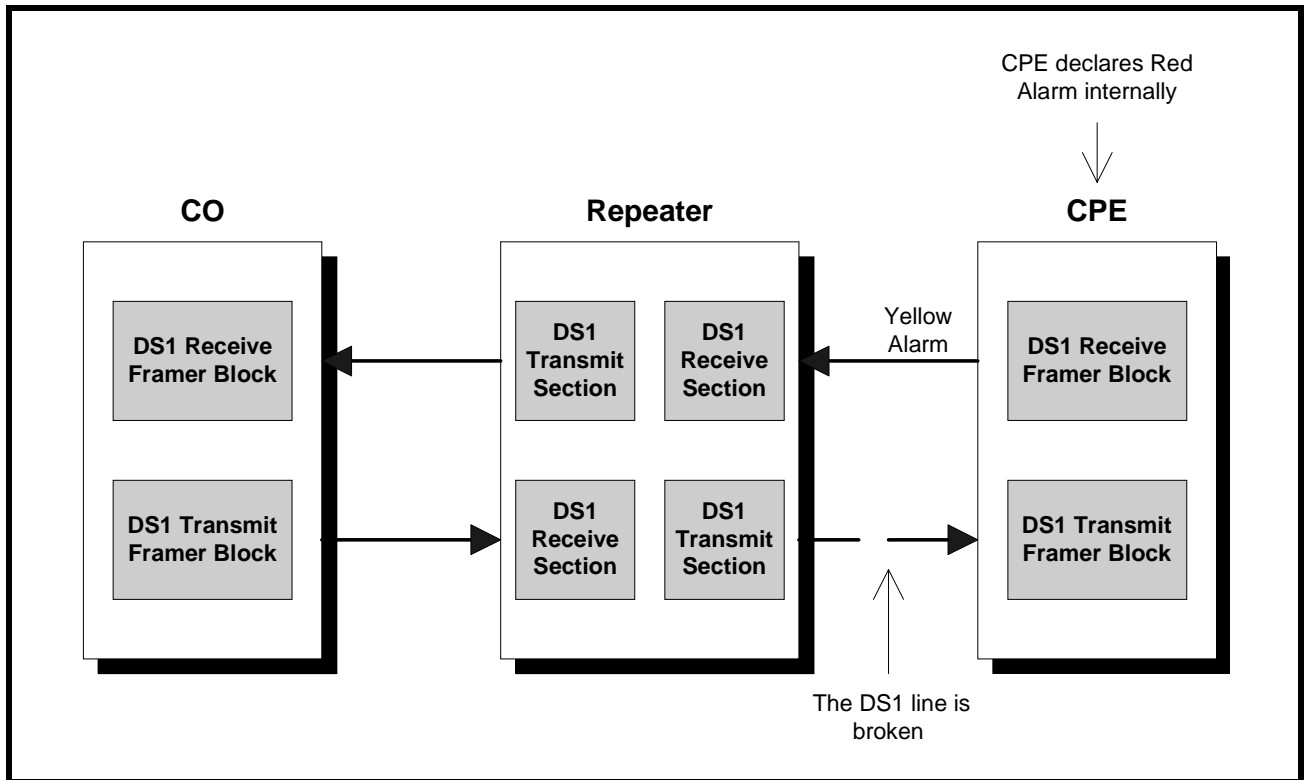 CPE declares Red
Alarm internally
CO
Repeater
CPE
DS1 Receive
Framer Block
DS1
Transmit
Section
DS1
Receive
Section
Yellow
Alarm
DS1 Receive
Framer Block
DS1 Transmit
Framer Block
DS1
Receive
Section
DS1
Transmit
Section
DS1 Transmit
Framer Block
The DS1 line is
broken